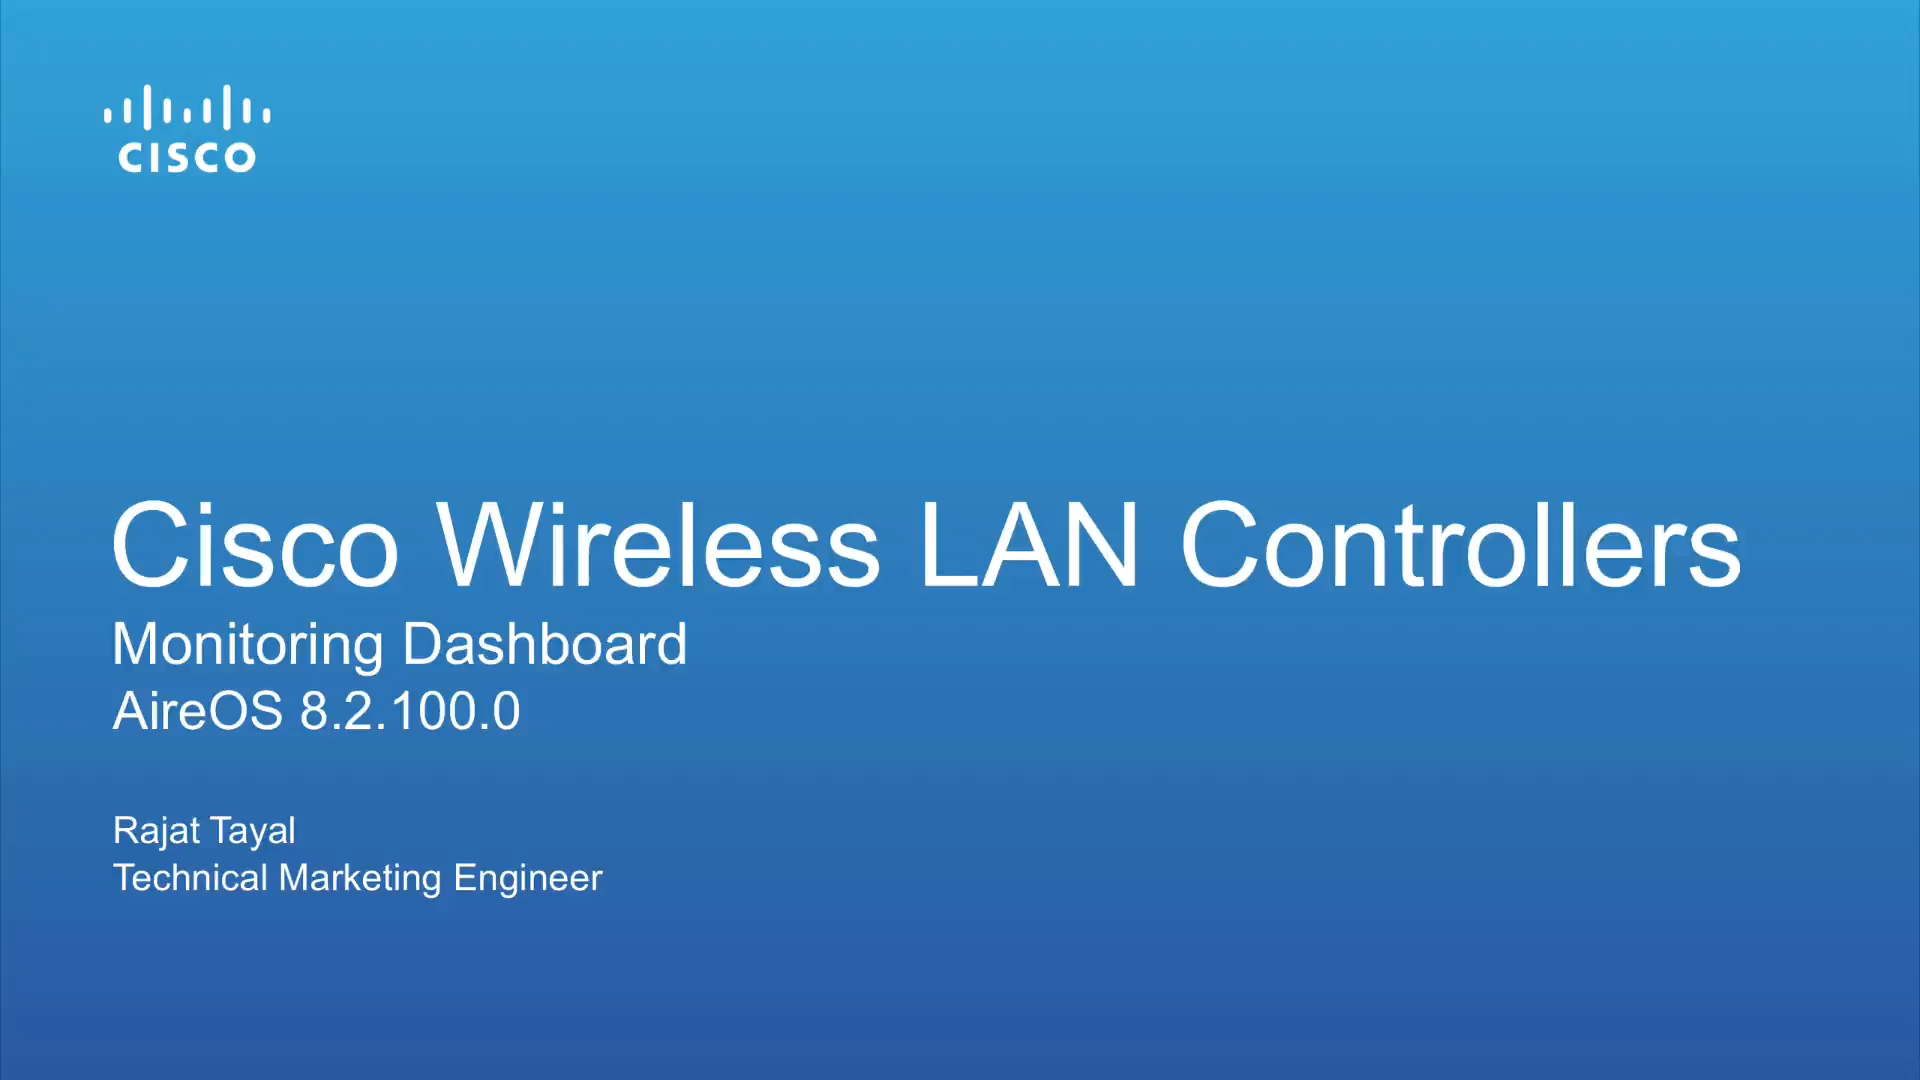 CISCO
Cisco Wireless LAN Controllers
Monitoring Dashboard
AireOS 8.2.100.0
Rajat Tayal
Technical Marketing Engineer